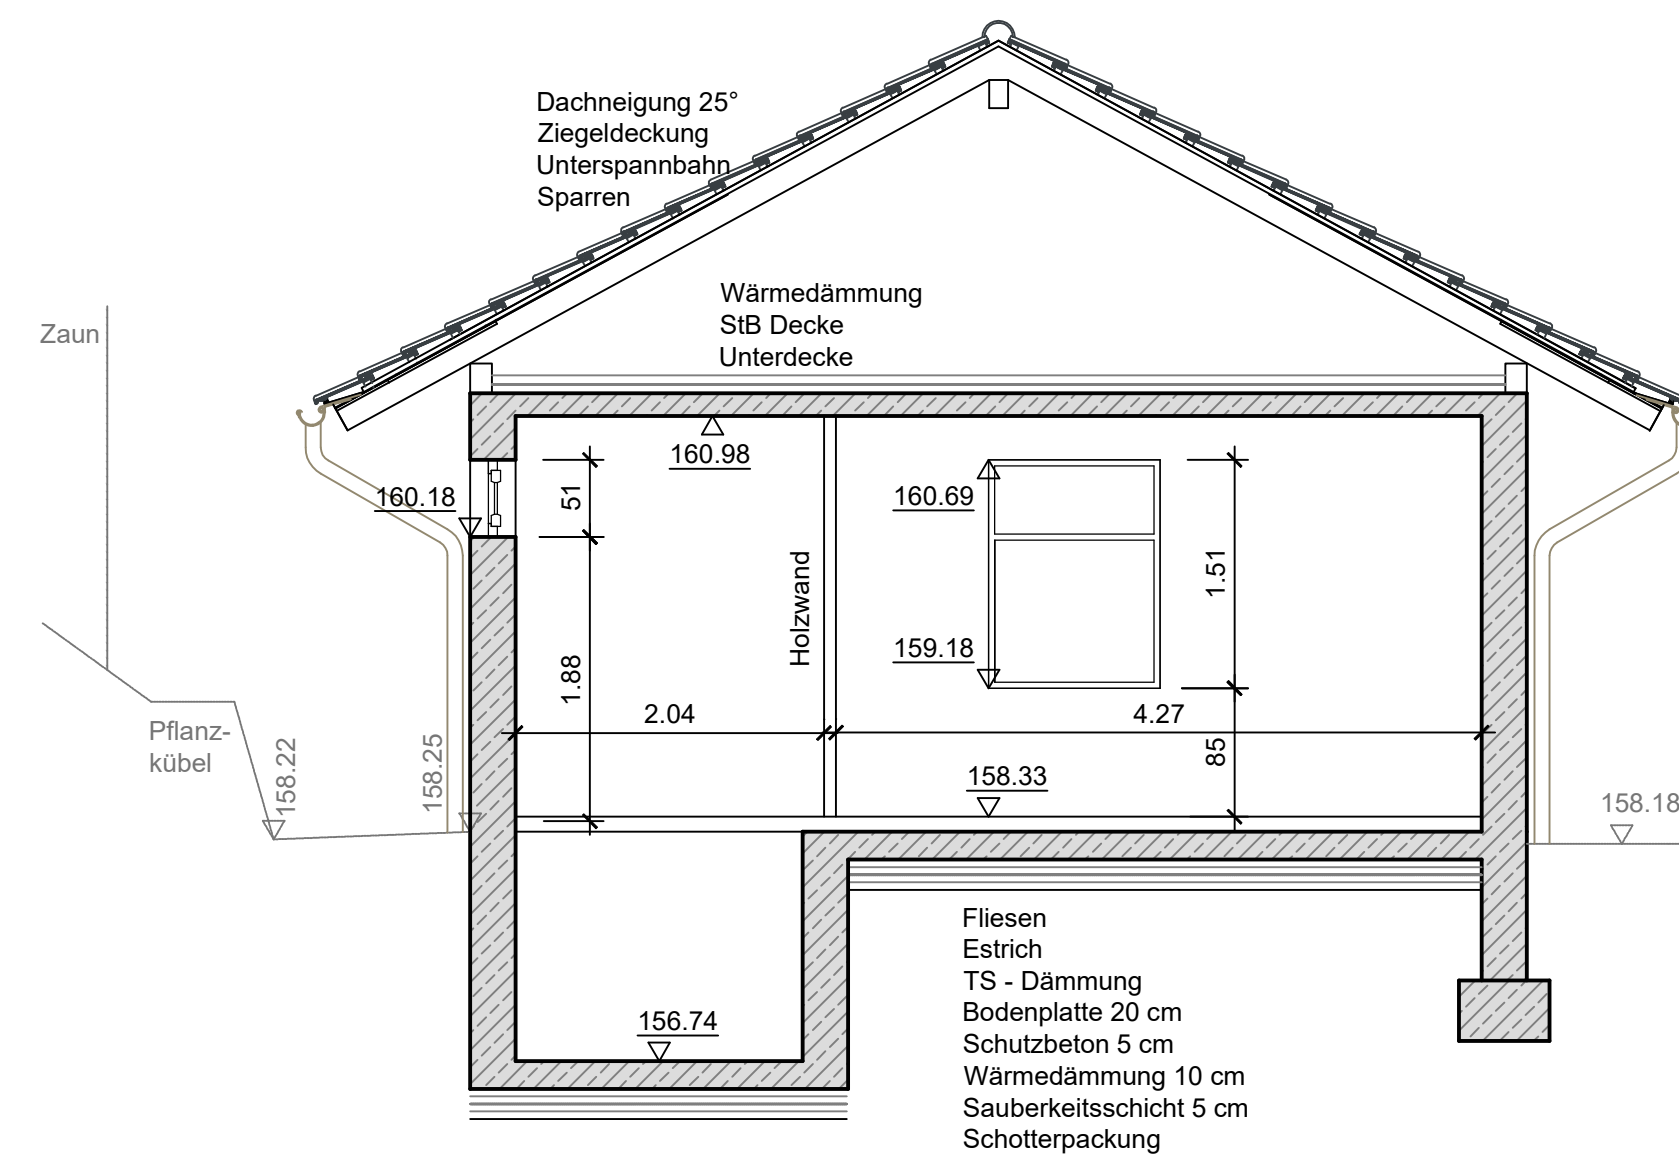 Dachneigung 25°
Ziegeldeckung
Unterspannbahn
Sparren
Wärmedämmung
StB Decke
Unterdecke
Zaun
160.98
160.18
51
160.69
1.51
Holzwand
159.18
1.88
2.04
4.27
85
Pflanz-
kübel
158.22
158.25
158.33
158.18
Fliesen
Estrich
TS - Dämmung
Bodenplatte 20 cm
Schutzbeton 5 cm
Wärmedämmung 10 cm
Sauberkeitsschicht 5 cm
Schotterpackung
156.74